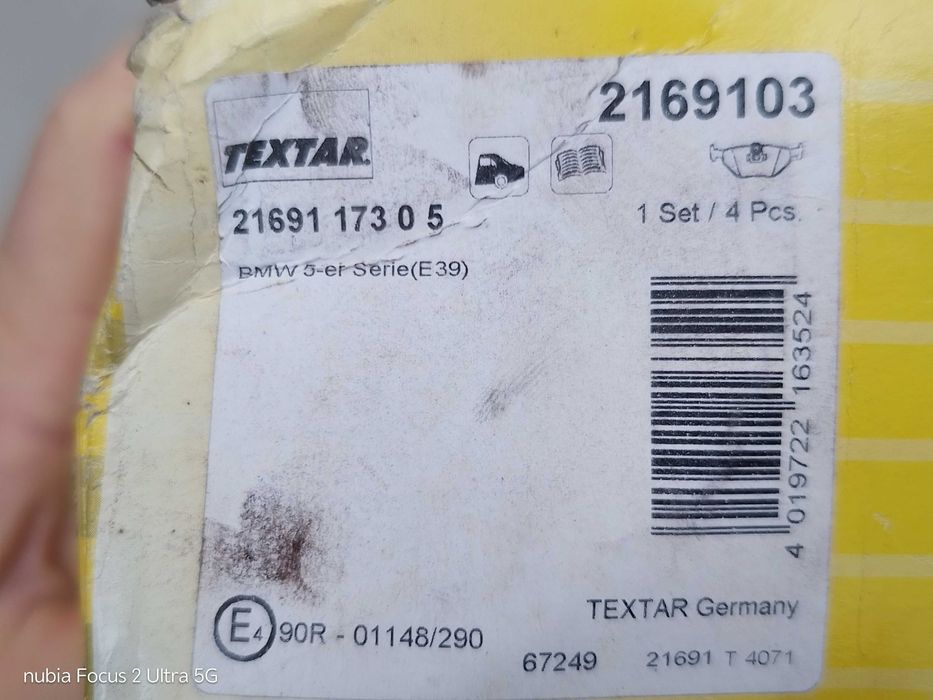 2169103
TEXTAR.
21691 173 0 5
1 Set / 4 Pcs.
BMW 5-er Serie(E39)
4 019722 163524
TEXTAR Germany
E4 90R - 01148/290
67249
21691 T 4071
nubia Focus 2 Ultra 5G